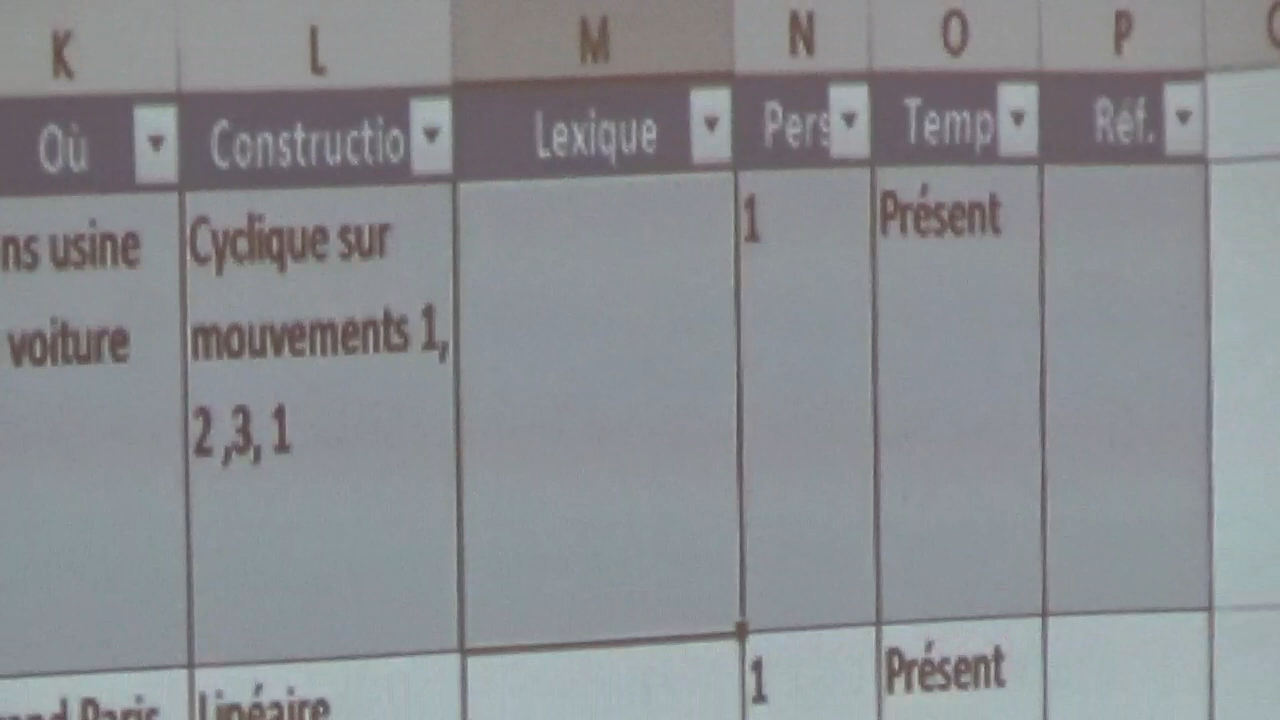 K L M N O P
Où Constructio Lexique Pers Temp Réf.
ns usine Cyclique sur 1 Présent
voiture mouvements 1,
2 ,3, 1
1 Présent
Paris Linéaire